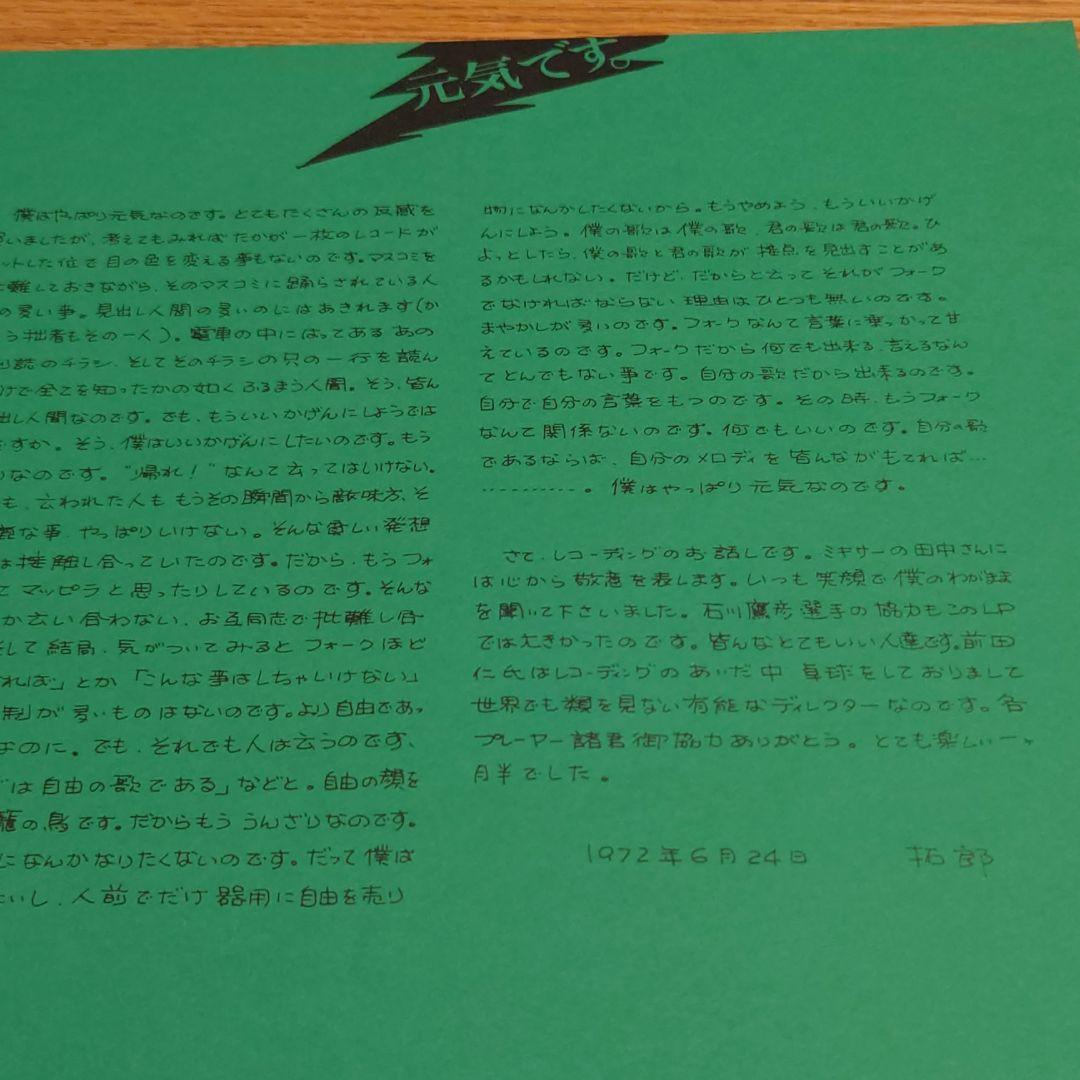 元気です。
僕はやっぱり元気なのです。とてもたくさんの反感を
いましたが、考えてもみれば たかが一枚のレコードが
ットした位で目の色を変える事もないのです。マスコミを
難しておきながら、そのマスコミに踊らされている人
の多い事。見出し人間の多いのにはあきれます(か
う拙者もその一人)。電車の中にはってあるあの
誌のチラシ、そしてそのチラシの只の一行を読ん
けで全てを知ったかの如くふるまう人間。そう、皆ん
出し人間なのです。でも、もういいかげんにしようでは
ですか。そう、僕はいいかげんにしたいのです。もう
りなのです。"帰れ!"なんて云ってはいけない。
も、云われた人も もうその瞬間から敵味方、そ
な事、やっぱりいけない。そんな貧しい発想
は接触し合っていたのです。だから、もうフォ
てマッピラと思ったりしているのです。そんな
か云い合わない、お互同志で批難し合
そして結局、気がついてみるとフォークほど
れば」とか「こんな事はしちゃいけない」
制」が多いものはないのです。より自由であっ
なのに。でも、それでも人は云うのです、
は自由の歌である」などと。自由の顔を
籠の鳥です。だからもう うんざりなのです。
になんかなりたくないのです。だって僕は
たいし、人前でだけ器用に自由を売り
物になんかしたくないから。もうやめよう、もういいかげ
んにしよう。僕の歌は僕の歌、君の歌は君の歌。ひ
よっとしたら、僕の歌と君の歌が接点を見出すことがあ
るかもしれない。だけど、だからと云って それがフォーク
でなければならない 理由はひとつも無いのです。
まやかしが多いのです。フォークなんて言葉に乗っかって甘
えているのです。フォークだから何でも出来る、言えるなん
てとんでもない事です。自分の歌だから出来るのです。
自分で自分の言葉をもつのです。その時、もうフォーク
なんて関係ないのです。何でもいいのです。自分の歌
であるならば、自分のメロディを皆んながもてれば…
…………。僕はやっぱり元気なのです。
さて、レコーディングのお話しです。ミキサーの田中さんに
は心から敬意を表します。いつも笑顔で僕のわがまま
を聞いて下さいました。石川鷹彦選手の協力もこのLP
では大きかったのです。皆んなとてもいい人達です。前田
仁氏はレコーディングのあいだ中 卓球をしておりまして
世界でも類を見ない有能なディレクターなのです。各
プレーヤー諸君御協力ありがとう。とても楽しい一ヶ
月半でした。
1972年6月24日 拓郎